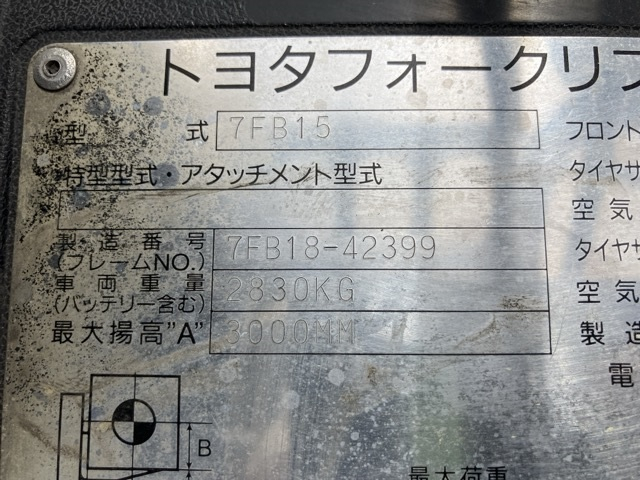 トヨタフォークリフ
型 式 7FB15 フロント
特型型式・アタッチメント型式 タイヤサ
空気
製造番号 7FB18-42399 タイヤサ
(フレームNO.)
車両重量 2830KG 空気
(バッテリー含む)
最大揚高"A" 3000MM 製造
電
B
最大荷重